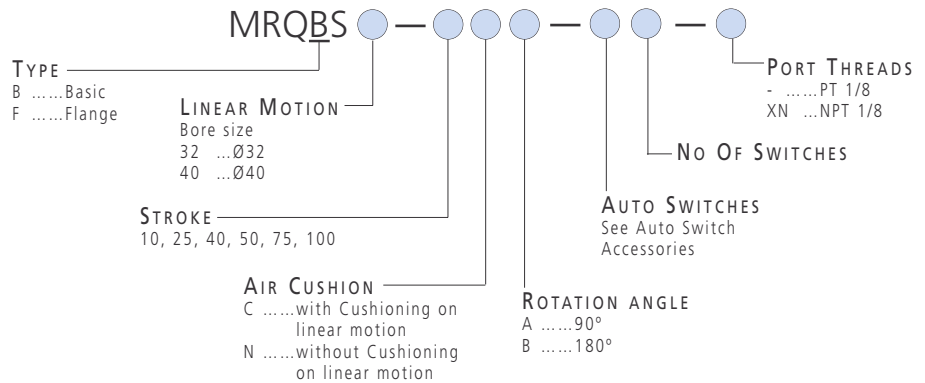 MRQBS — — —
TYPE
B ......Basic
F ......Flange
LINEAR MOTION
Bore size
32 ...Ø32
40 ...Ø40
STROKE
10, 25, 40, 50, 75, 100
AIR CUSHION
C ......with Cushioning on
linear motion
N ......without Cushioning
on linear motion
ROTATION ANGLE
A ......90º
B ......180º
AUTO SWITCHES
See Auto Switch
Accessories
NO OF SWITCHES
PORT THREADS
- ......PT 1/8
XN ...NPT 1/8